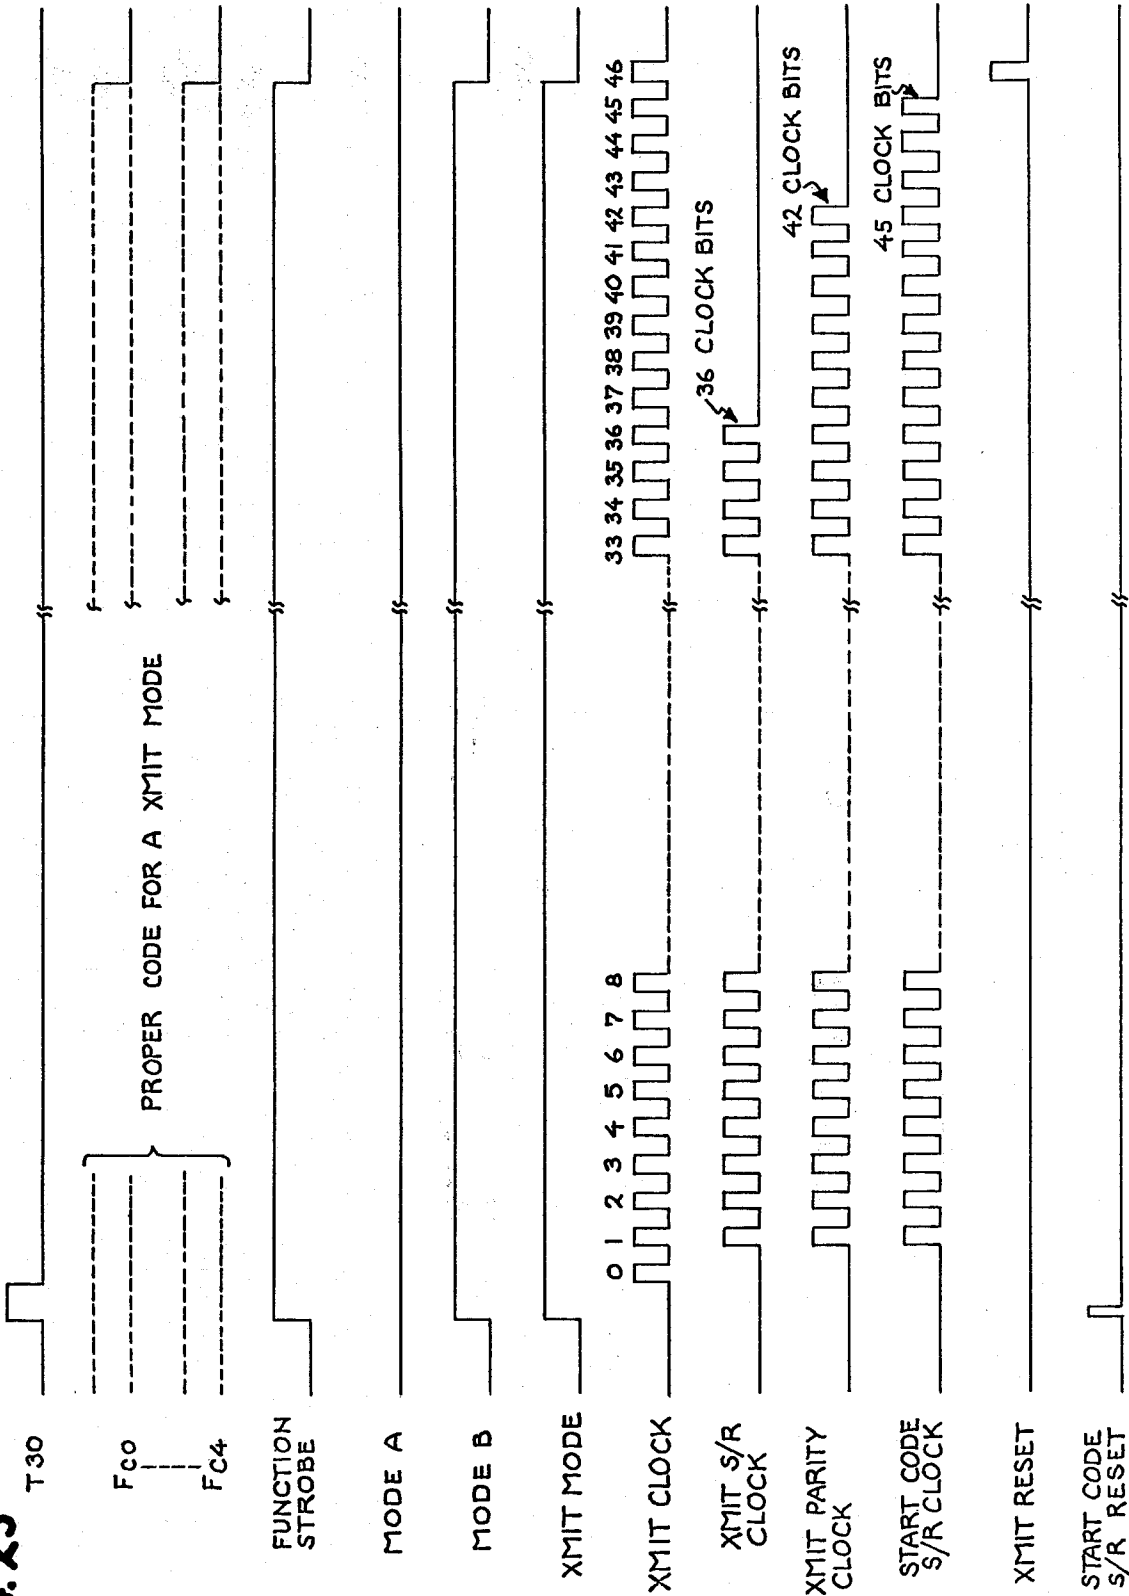 . 23
T30
FC0
FC4
PROPER CODE FOR A XMIT MODE
FUNCTION
STROBE
MODE A
MODE B
XMIT MODE
XMIT CLOCK
0 1 2 3 4 5 6 7 8
33 34 35 36 37 38 39 40 41 42 43 44 45 46
XMIT S/R
CLOCK
36 CLOCK BITS
XMIT PARITY
CLOCK
42 CLOCK BITS
START CODE
S/R CLOCK
45 CLOCK BITS
XMIT RESET
START CODE
S/R RESET